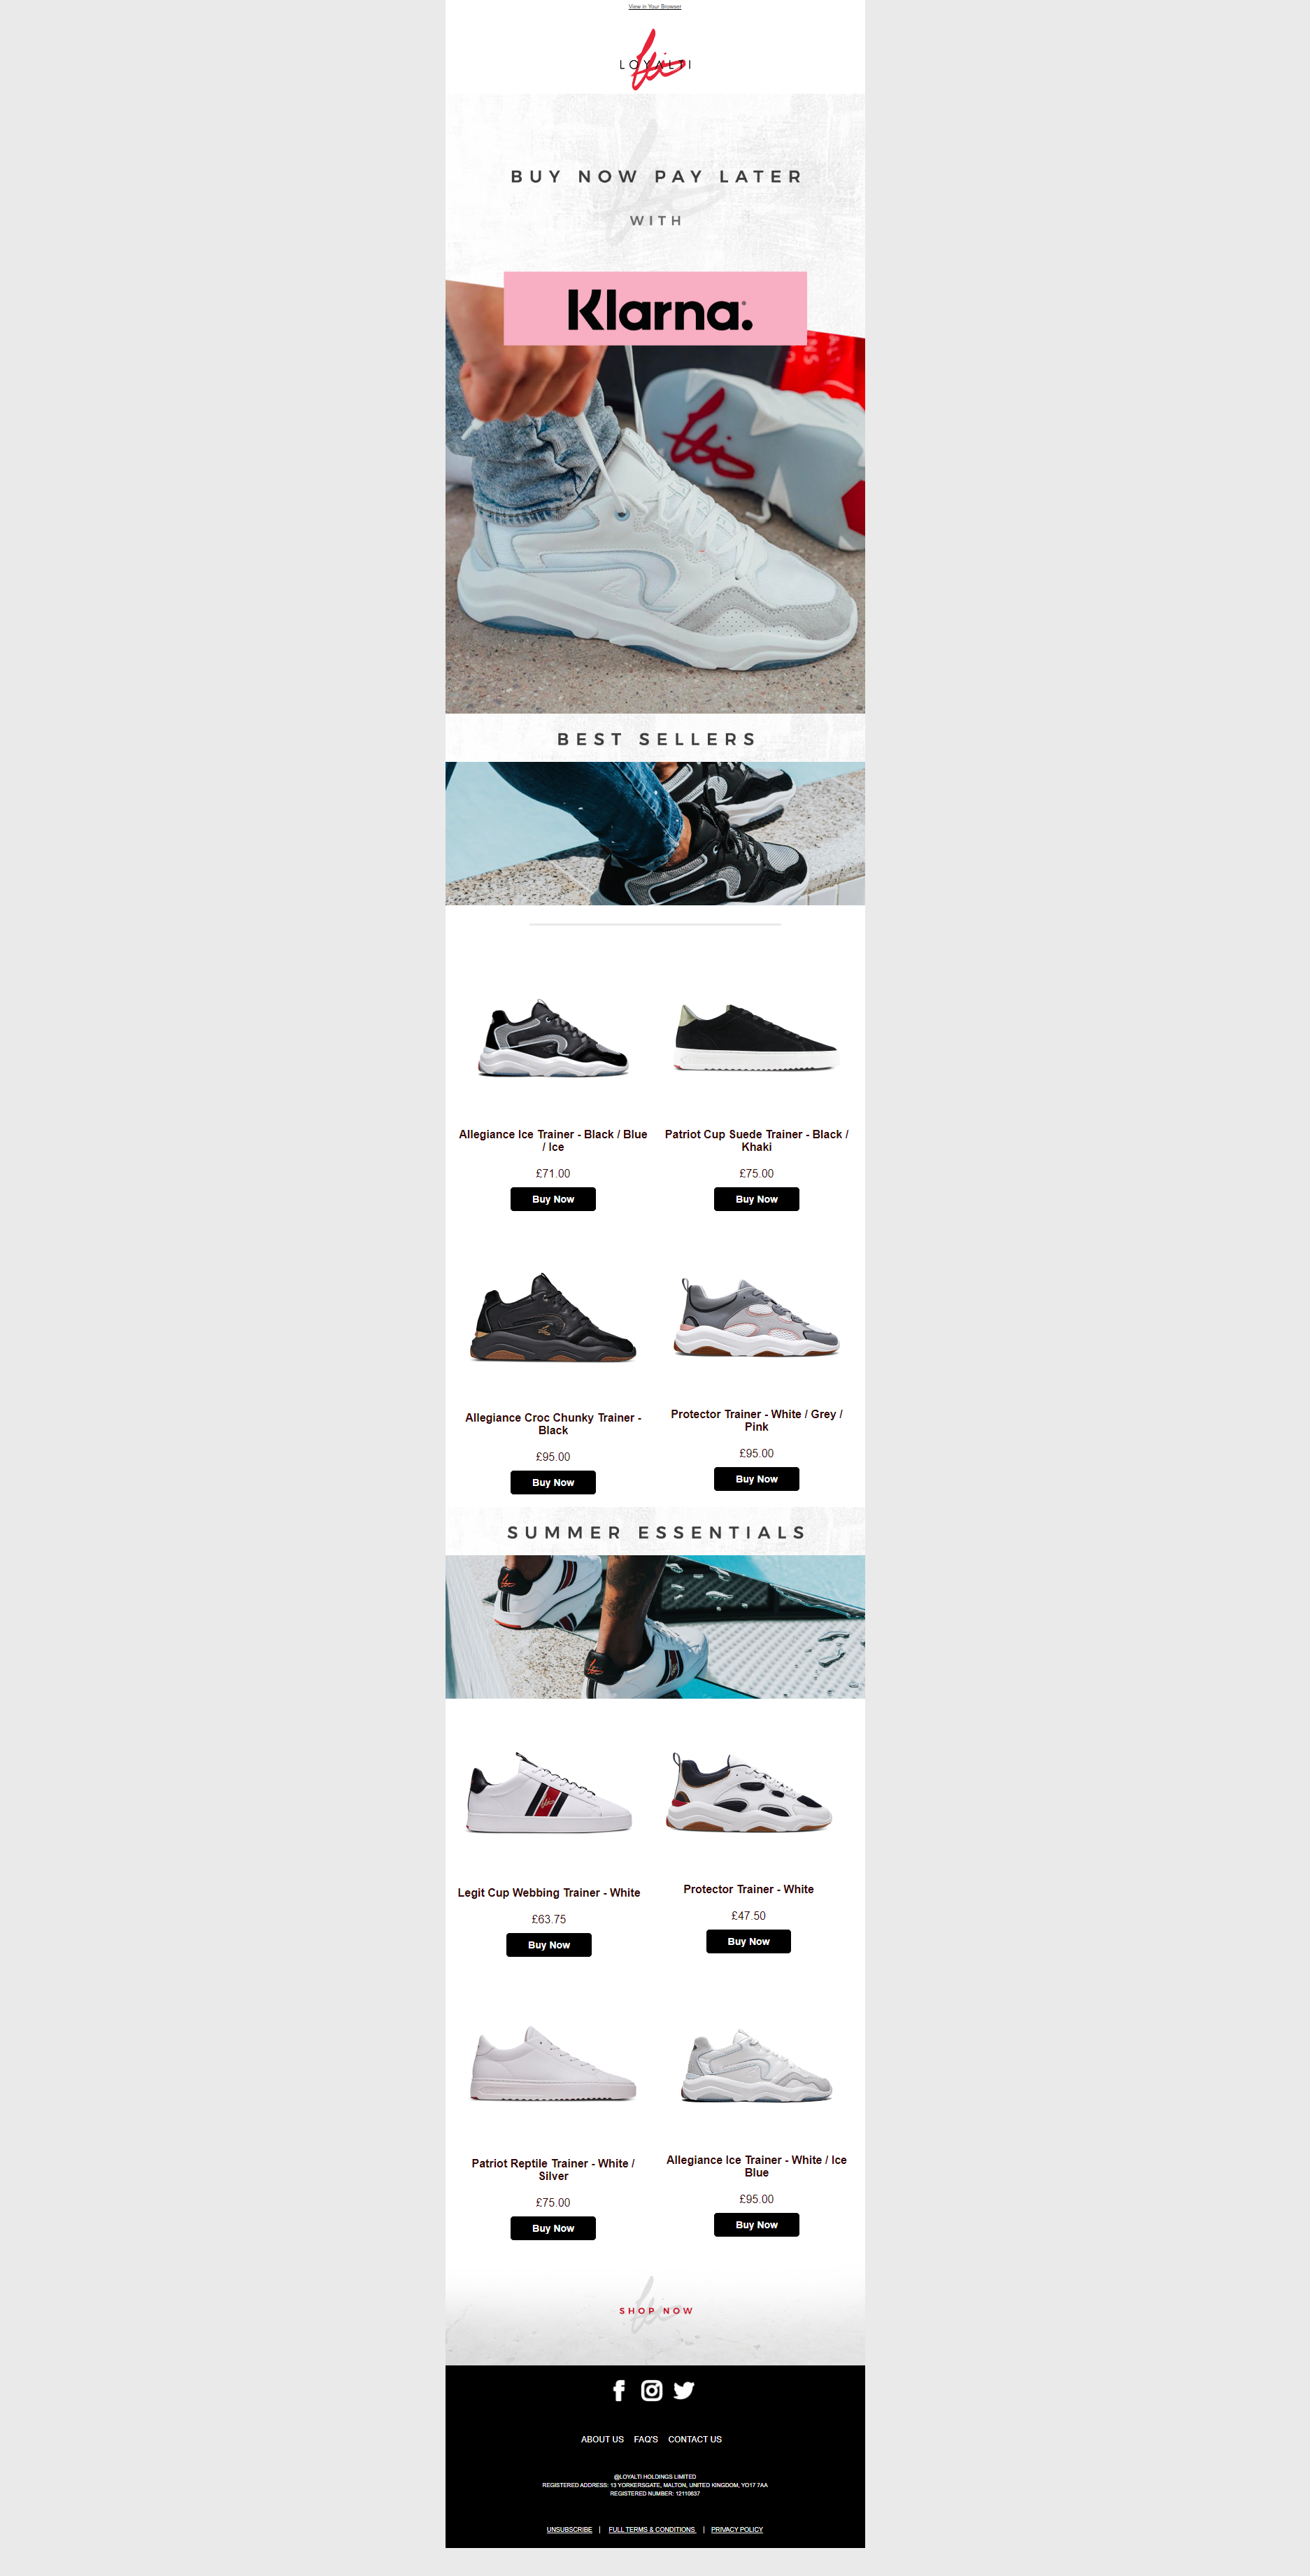 View in Your Browser
LOYALTI
BUY NOW PAY LATER
WITH
Klarna.
BEST SELLERS
Allegiance Ice Trainer - Black / Blue
/ Ice
£71.00
Buy Now
Patriot Cup Suede Trainer - Black /
Khaki
£75.00
Buy Now
Allegiance Croc Chunky Trainer -
Black
£95.00
Buy Now
Protector Trainer - White / Grey /
Pink
£95.00
Buy Now
SUMMER ESSENTIALS
Legit Cup Webbing Trainer - White
£63.75
Buy Now
Protector Trainer - White
£47.50
Buy Now
Patriot Reptile Trainer - White /
Silver
£75.00
Buy Now
Allegiance Ice Trainer - White / Ice
Blue
£95.00
Buy Now
SHOP NOW
ABOUT US FAQ'S CONTACT US
@LOYALTI HOLDINGS LIMITED
REGISTERED ADDRESS: 13 YORKERSGATE, MALTON, UNITED KINGDOM, YO17 7AA
REGISTERED NUMBER: 12110637
UNSUBSCRIBE | FULL TERMS & CONDITIONS | PRIVACY POLICY